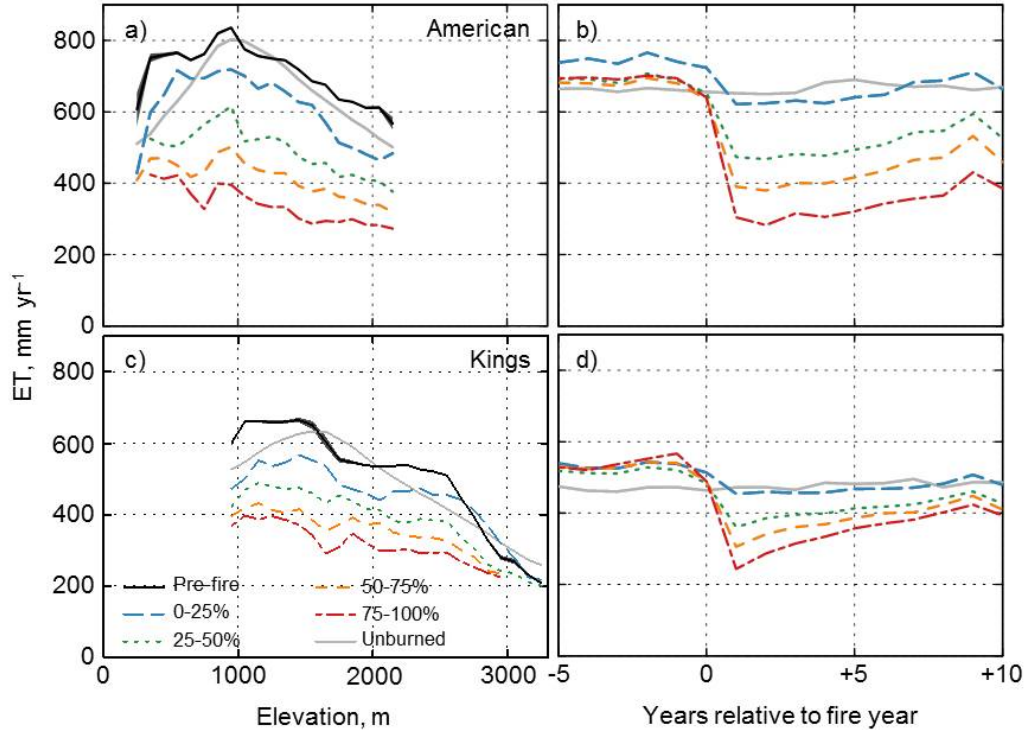 a) American
b)
800
600
400
200
0
c) Kings
d)
800
600
400
200
0
ET, mm yr⁻¹
Pre-fire
0-25%
25-50%
50-75%
75-100%
Unburned
0 1000 2000 3000
-5 0 +5 +10
Elevation, m
Years relative to fire year